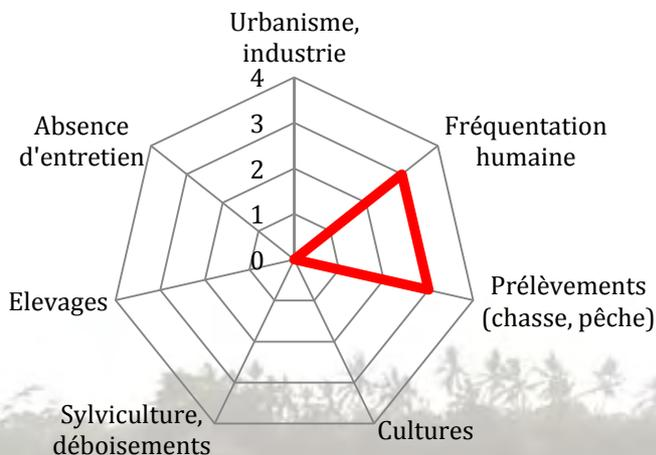 Urbanisme,
industrie
4
3
2
1
0
Fréquentation
humaine
Prélèvements
(chasse, pêche)
Cultures
Sylviculture,
déboisements
Elevages
Absence
d'entretien